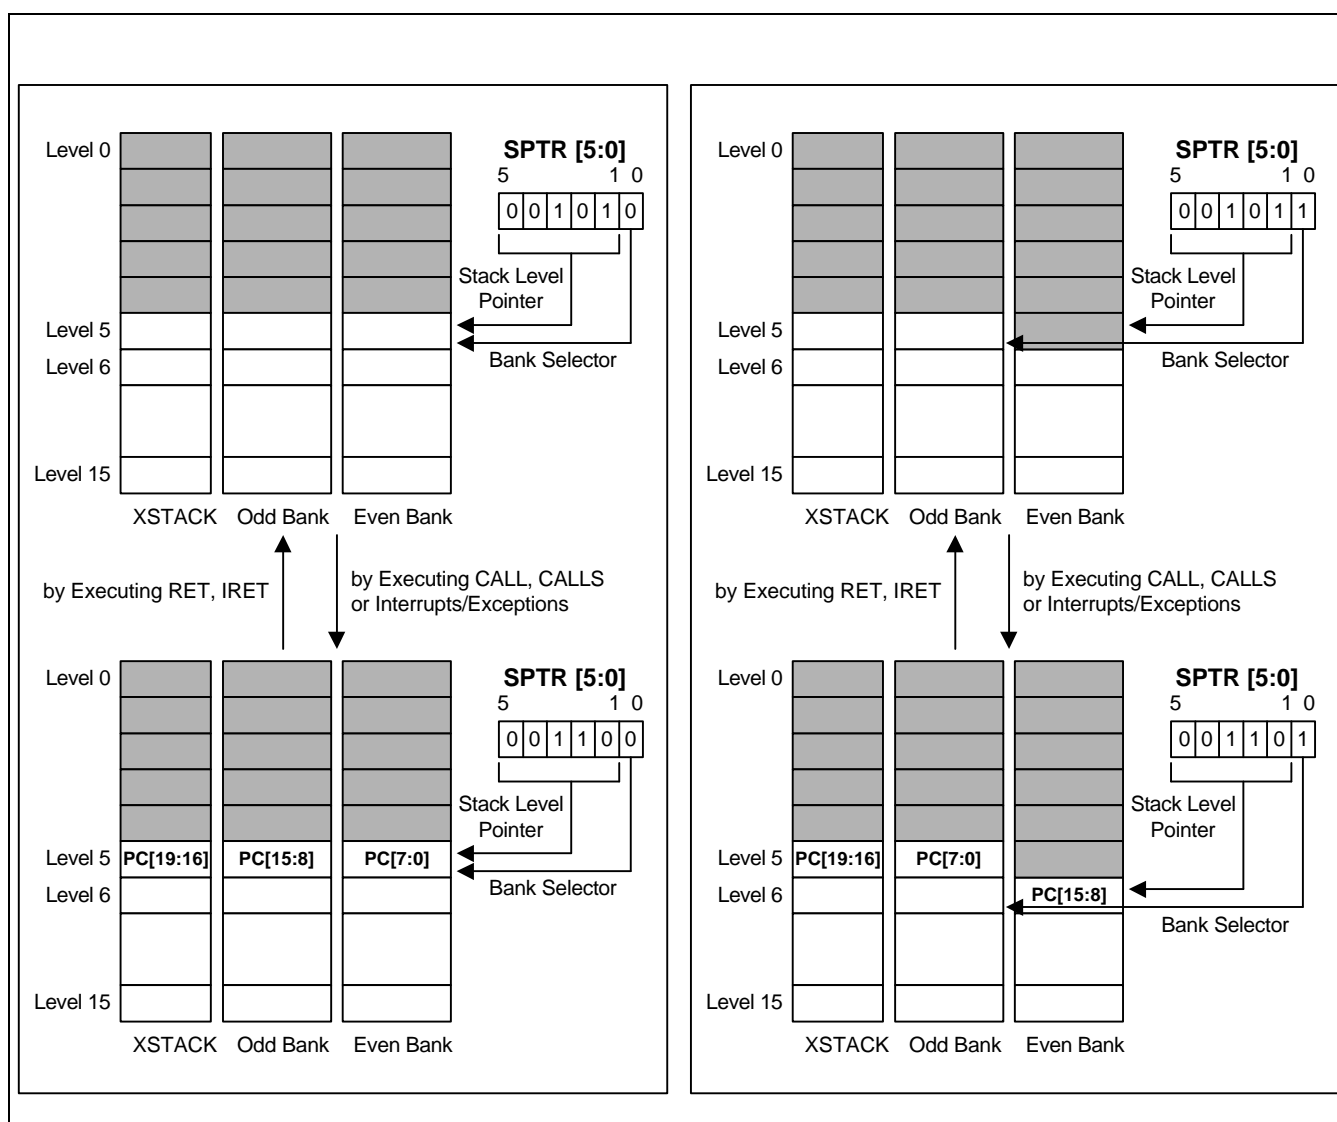 Level 0
SPTR [5:0]
5 1 0
0 0 1 0 1 0
Stack Level
Pointer
Level 5
Level 6
Bank Selector
Level 15
XSTACK Odd Bank Even Bank
by Executing RET, IRET
by Executing CALL, CALLS
or Interrupts/Exceptions
Level 0
SPTR [5:0]
5 1 0
0 0 1 1 0 0
Stack Level
Pointer
Level 5 PC[19:16] PC[15:8] PC[7:0]
Level 6
Bank Selector
Level 15
XSTACK Odd Bank Even Bank
Level 0
SPTR [5:0]
5 1 0
0 0 1 0 1 1
Stack Level
Pointer
Level 5
Level 6
Bank Selector
Level 15
XSTACK Odd Bank Even Bank
by Executing RET, IRET
by Executing CALL, CALLS
or Interrupts/Exceptions
Level 0
SPTR [5:0]
5 1 0
0 0 1 1 0 1
Stack Level
Pointer
Level 5 PC[19:16] PC[7:0]
Level 6 PC[15:8]
Bank Selector
Level 15
XSTACK Odd Bank Even Bank